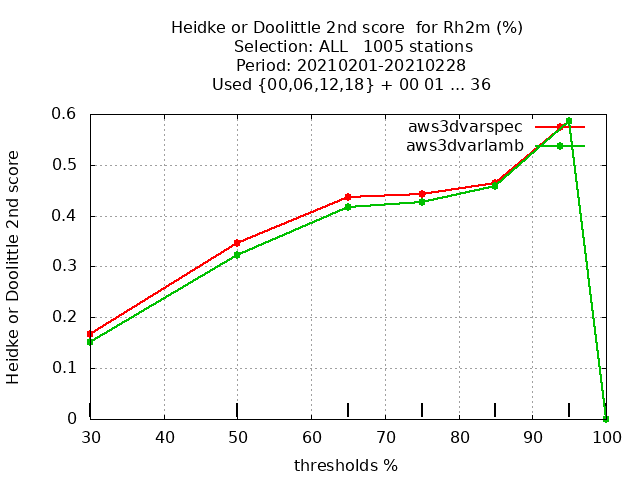 Heidke or Doolittle 2nd score  for Rh2m (%)
Selection: ALL   1005 stations
Period: 20210201-20210228
Used {00,06,12,18} + 00 01 ... 36
aws3dvarspec
aws3dvarlamb
Heidke or Doolittle 2nd score
0.6
0.5
0.4
0.3
0.2
0.1
0
30 40 50 60 70 80 90 100
thresholds %